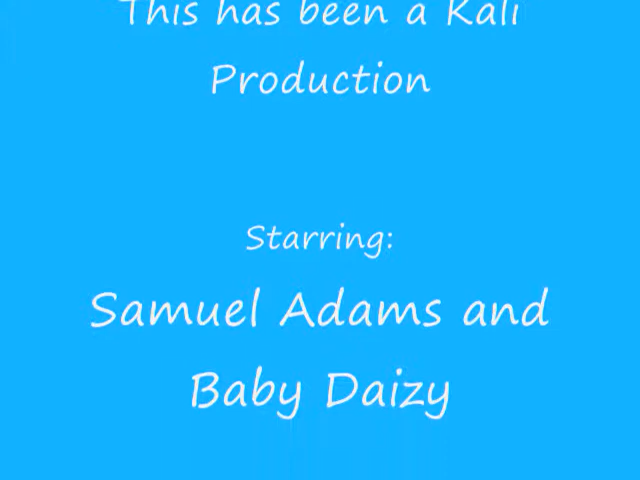 This has been a Kali
Production
Starring:
Samuel Adams and
Baby Daizy